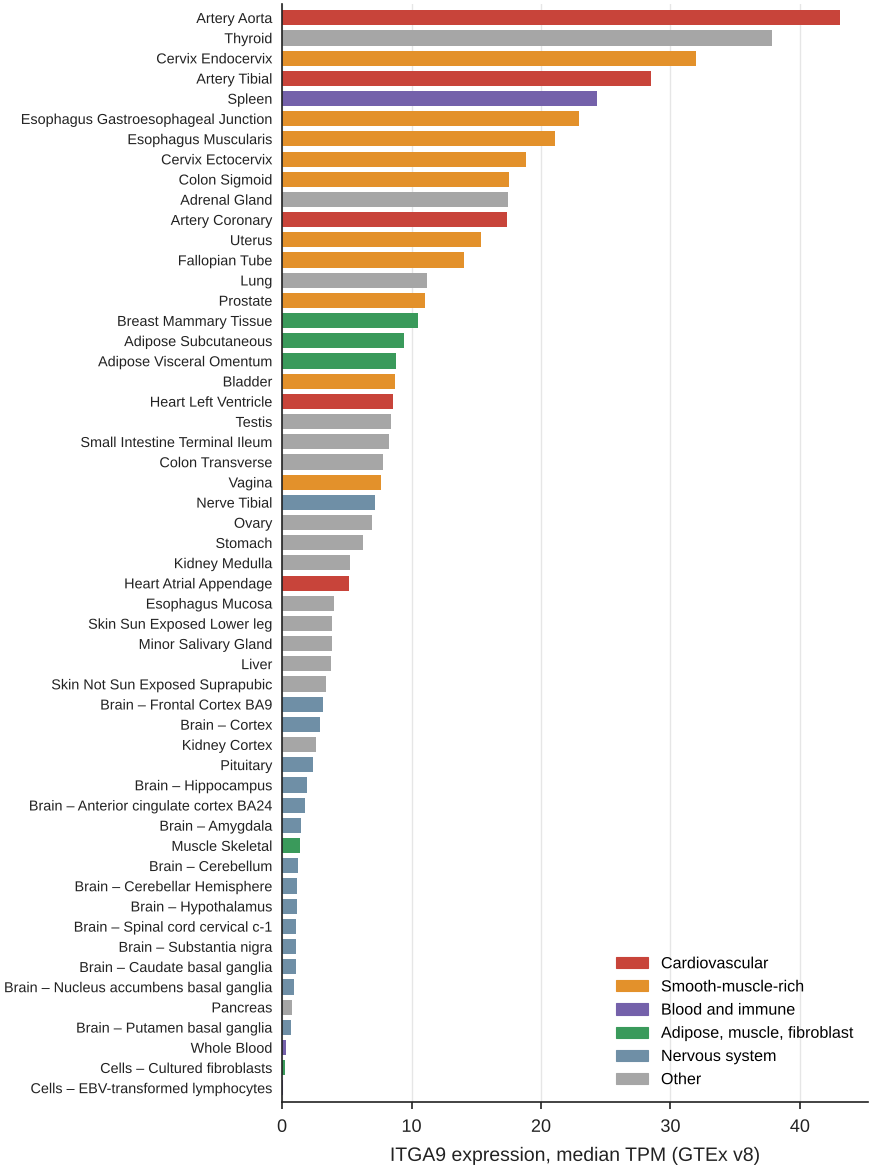 Artery Aorta
Thyroid
Cervix Endocervix
Artery Tibial
Spleen
Esophagus Gastroesophageal Junction
Esophagus Muscularis
Cervix Ectocervix
Colon Sigmoid
Adrenal Gland
Artery Coronary
Uterus
Fallopian Tube
Lung
Prostate
Breast Mammary Tissue
Adipose Subcutaneous
Adipose Visceral Omentum
Bladder
Heart Left Ventricle
Testis
Small Intestine Terminal Ileum
Colon Transverse
Vagina
Nerve Tibial
Ovary
Stomach
Kidney Medulla
Heart Atrial Appendage
Esophagus Mucosa
Skin Sun Exposed Lower leg
Minor Salivary Gland
Liver
Skin Not Sun Exposed Suprapubic
Brain – Frontal Cortex BA9
Brain – Cortex
Kidney Cortex
Pituitary
Brain – Hippocampus
Brain – Anterior cingulate cortex BA24
Brain – Amygdala
Muscle Skeletal
Brain – Cerebellum
Brain – Cerebellar Hemisphere
Brain – Hypothalamus
Brain – Spinal cord cervical c-1
Brain – Substantia nigra
Brain – Caudate basal ganglia
Brain – Nucleus accumbens basal ganglia
Pancreas
Brain – Putamen basal ganglia
Whole Blood
Cells – Cultured fibroblasts
Cells – EBV-transformed lymphocytes
Cardiovascular
Smooth-muscle-rich
Blood and immune
Adipose, muscle, fibroblast
Nervous system
Other
0 10 20 30 40
ITGA9 expression, median TPM (GTEx v8)